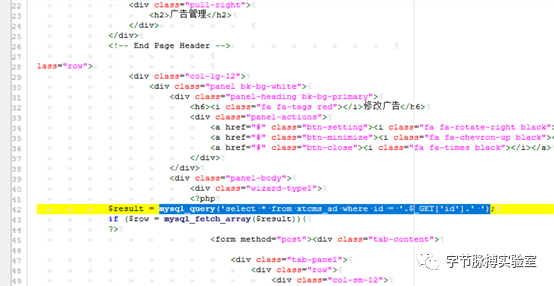 22 <div class="pull-right">
23 <h2>广告管理</h2>
24 </div>
25 </div>
26 <!-- End Page Header -->
27
28
lass="row">
29 <div class="col-lg-12">
30 <div class="panel bk-bg-white">
31 <div class="panel-heading bk-bg-primary">
32 <h6><i class="fa fa-tags red"></i>修改广告</h6>
33 <div class="panel-actions">
34 <a href="#" class="btn-setting"><i class="fa fa-rotate-right black">
35 <a href="#" class="btn-minimize"><i class="fa fa-chevron-up black">
36 <a href="#" class="btn-close"><i class="fa fa-times black"></i></a>
37 </div>
38 </div>
39 <div class="panel-body">
40 <div class="wizard-type1">
41 <?php
42 $result = mysql_query('select * from xtcms_ad where id = '.$_GET['id'].' ');
43 if ($row = mysql_fetch_array($result)){
44 ?>
45 <form method="post"><div class="tab-content">
46
47 <div class="tab-panel">
48 <div class="row">
49 <div class="col-sm-12">
字节脉搏实验室